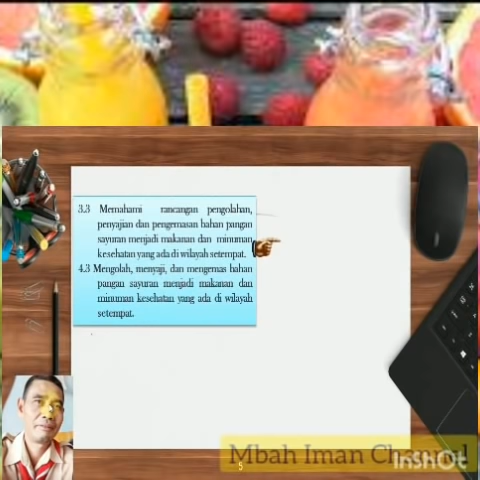 3.3 Memahami rancangan pengolahan,
penyajian dan pengemasan bahan pangan
sayuran menjadi makanan dan minuman
kesehatan yang ada di wilayah setempat.
4.3 Mengolah, menyaji, dan mengemas bahan
pangan sayuran menjadi makanan dan
minuman kesehatan yang ada di wilayah
setempat.
5
Mbah Iman Channel
InShOt